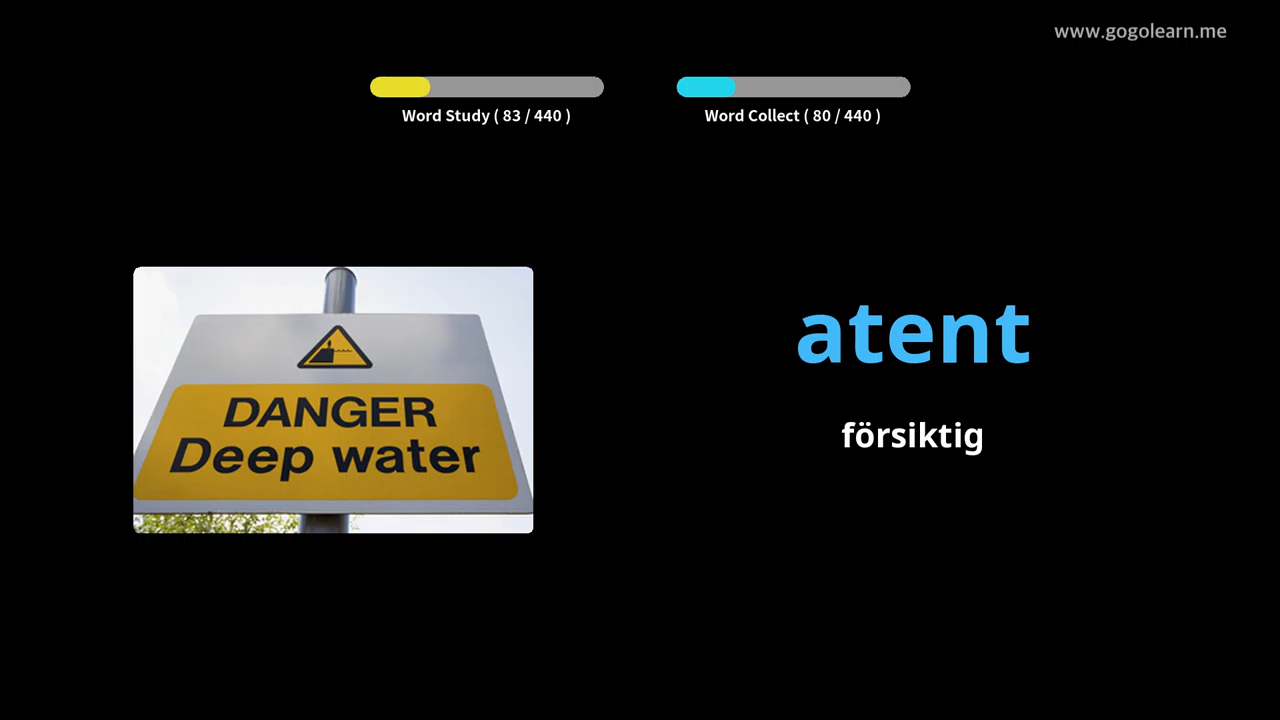 www.gogolearn.me
Word Study ( 83 / 440 )
Word Collect ( 80 / 440 )
DANGER
Deep water
atent
försiktig